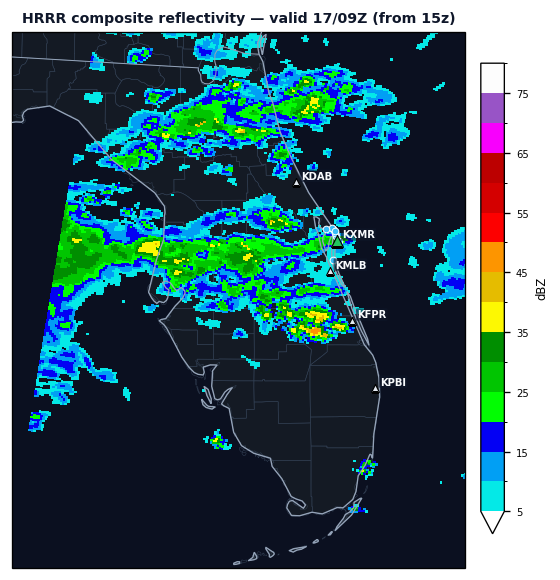 HRRR composite reflectivity — valid 17/09Z (from 15z)
75
65
55
45
35
25
15
5
dBZ
KDAB
KXMR
KMLB
KFPR
KPBI